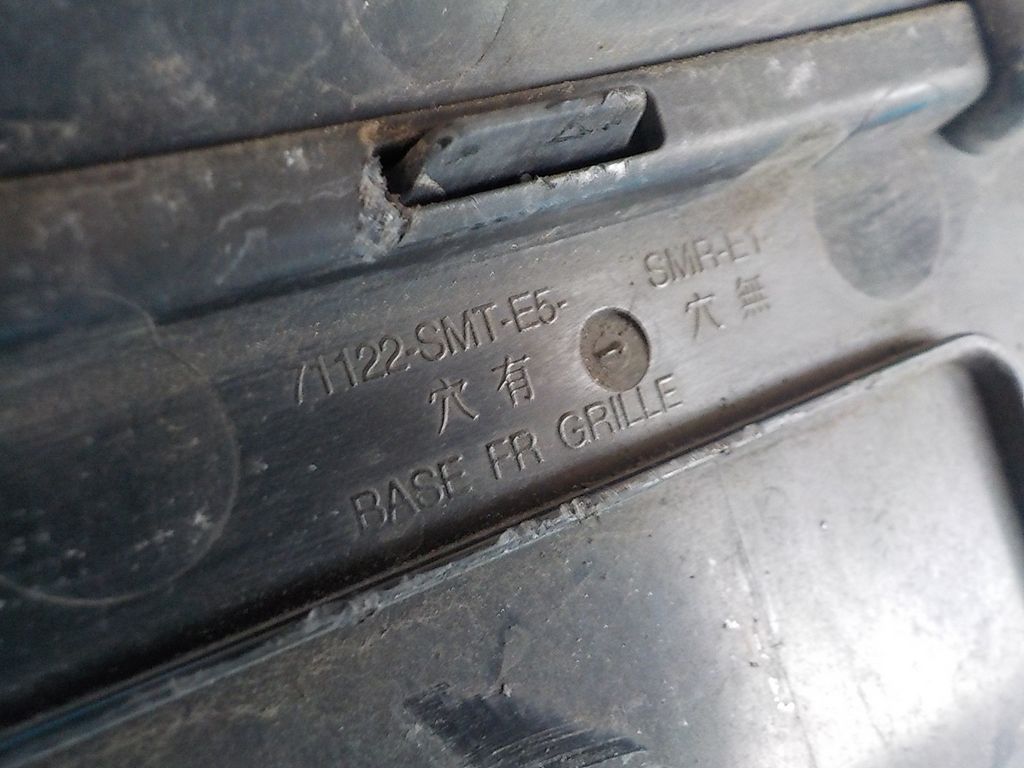 71122-SMT-E5- SMR-E1-
穴有 穴無
BASE FR GRILLE